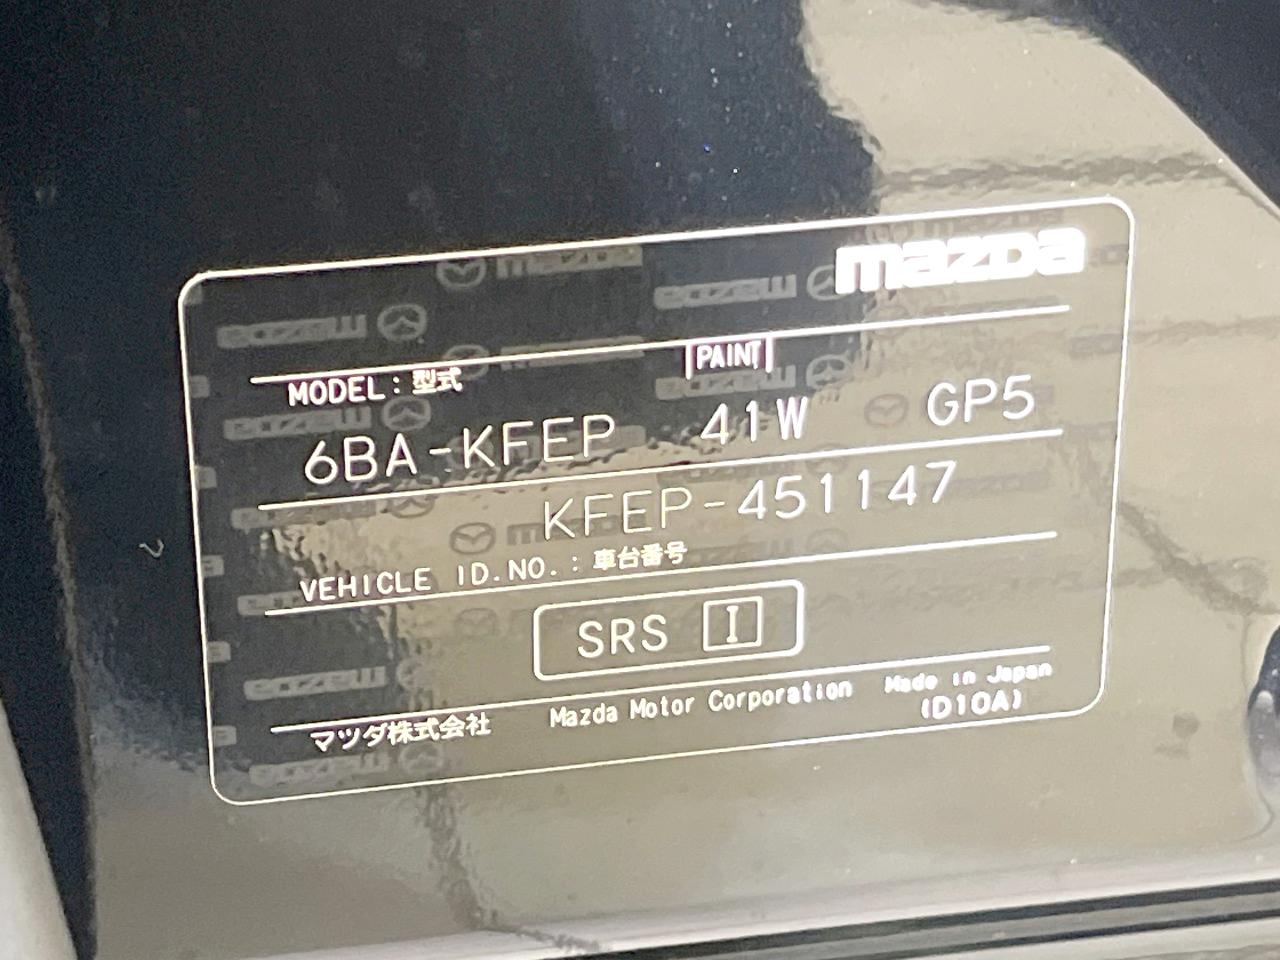 mazda
MODEL : 型式 PAINT
6BA-KFEP 41W GP5
KFEP-451147
VEHICLE ID.NO. : 車台番号
SRS I
マツダ株式会社 Mazda Motor Corporation Made in Japan
(D10A)